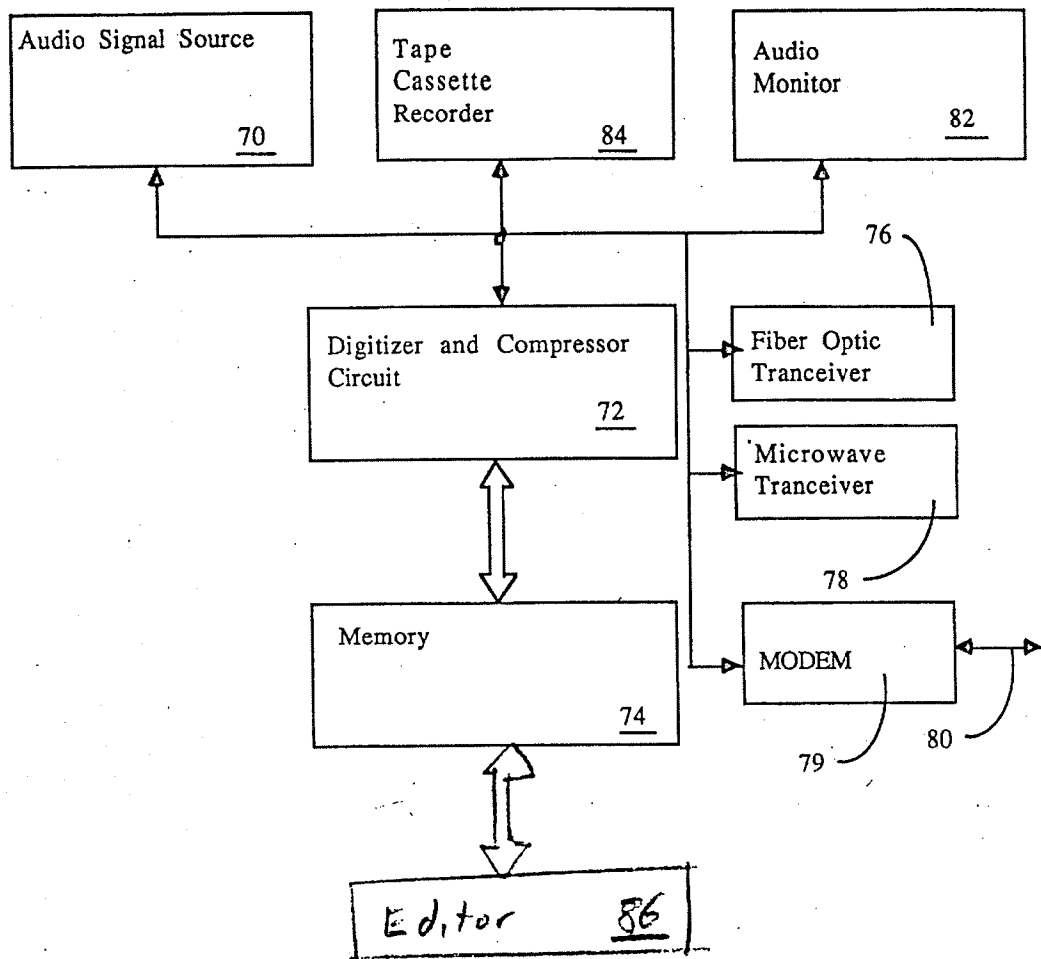 Audio Signal Source
70
Tape
Cassette
Recorder
84
Audio
Monitor
82
76
Digitizer and Compressor
Circuit
72
Fiber Optic
Tranceiver
Microwave
Tranceiver
78
Memory
74
MODEM
79
80
Editor 86